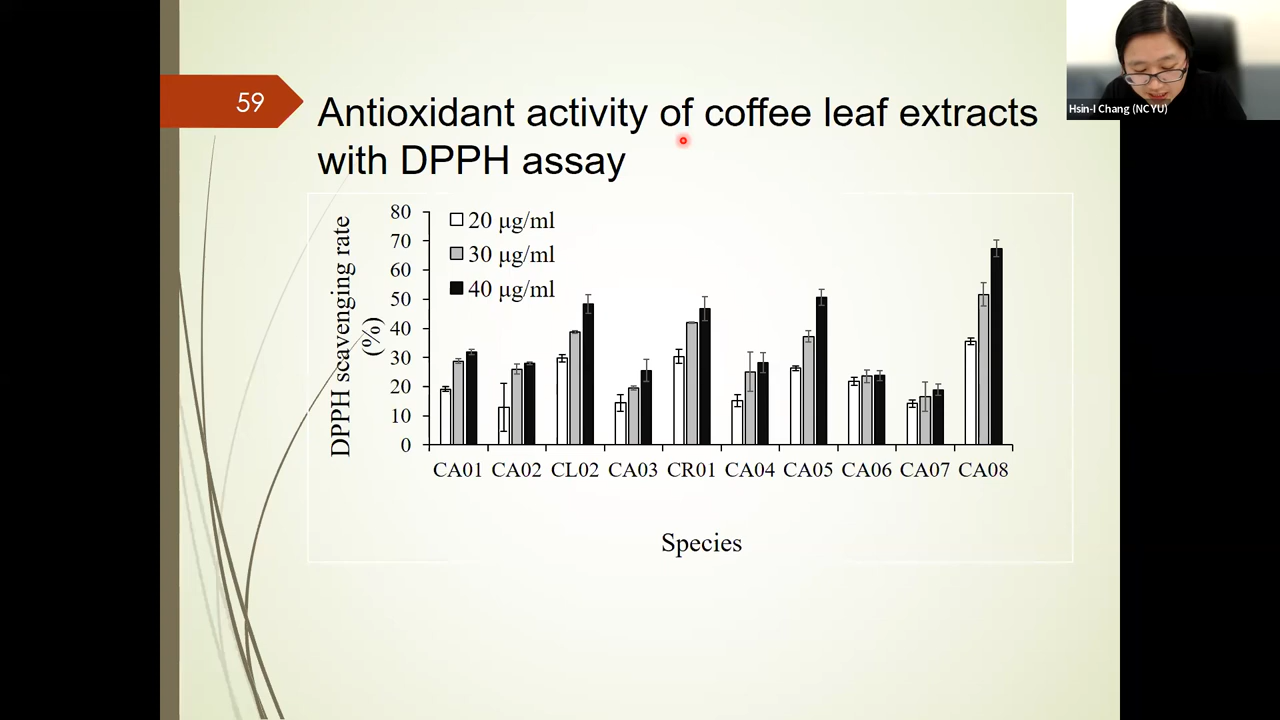 59
Antioxidant activity of coffee leaf extracts
with DPPH assay
Hsin-I Chang (NCYU)
DPPH scavenging rate
(%)
80
70
60
50
40
30
20
10
0
20 μg/ml
30 μg/ml
40 μg/ml
CA01 CA02 CL02 CA03 CR01 CA04 CA05 CA06 CA07 CA08
Species